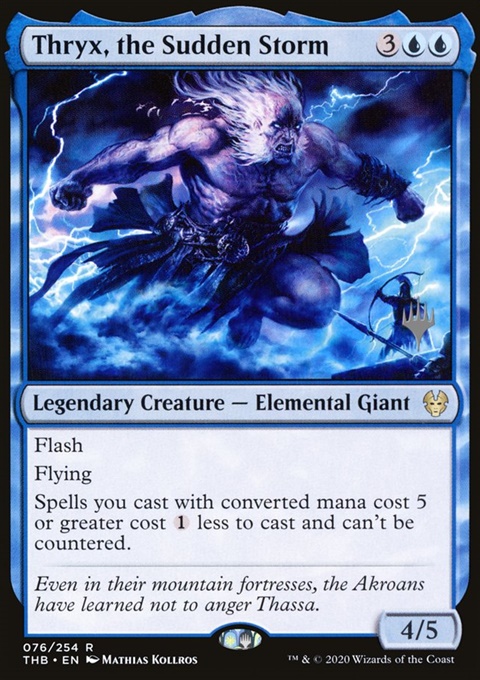 Thryx, the Sudden Storm 3
Legendary Creature — Elemental Giant
Flash
Flying
Spells you cast with converted mana cost 5
or greater cost 1 less to cast and can't be
countered.
Even in their mountain fortresses, the Akroans
have learned not to anger Thassa.
4/5
076/254 R
THB • EN Mathias Kollros
™ & © 2020 Wizards of the Coast